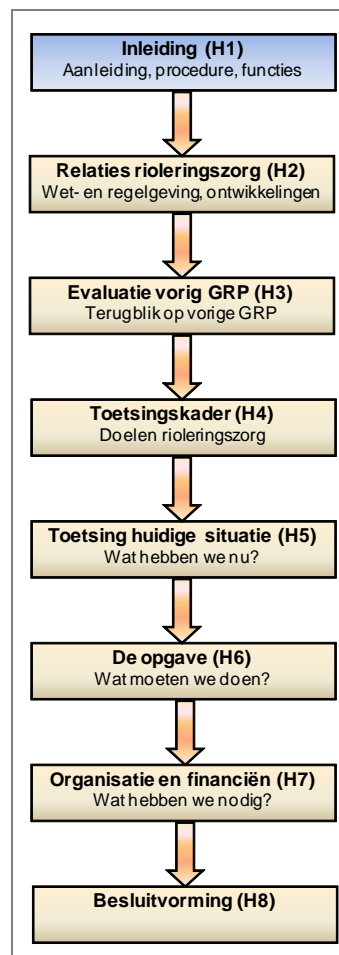 Inleiding (H1)
Aanleiding, procedure, functies
Relaties rioleringszorg (H2)
Wet- en regelgeving, ontwikkelingen
Evaluatie vorig GRP (H3)
Terugblik op vorige GRP
Toetsingskader (H4)
Doelen rioleringszorg
Toetsing huidige situatie (H5)
Wat hebben we nu?
De opgave (H6)
Wat moeten we doen?
Organisatie en financiën (H7)
Wat hebben we nodig?
Besluitvorming (H8)